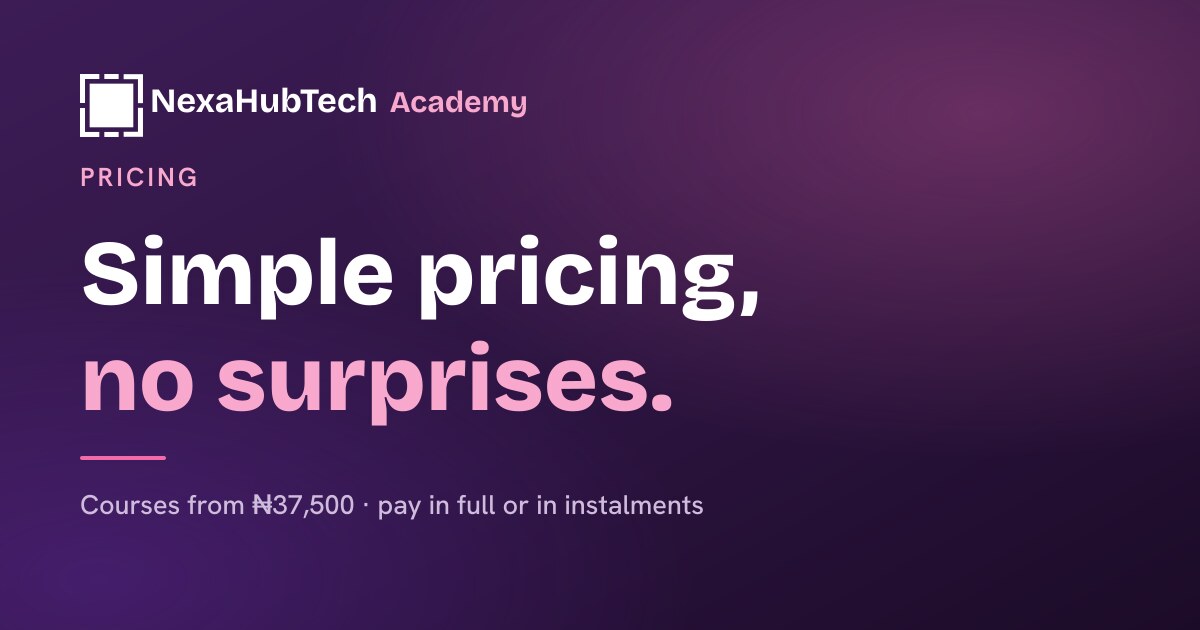 NexaHubTech Academy
PRICING
Simple pricing,
no surprises.
Courses from ₦37,500 · pay in full or in instalments